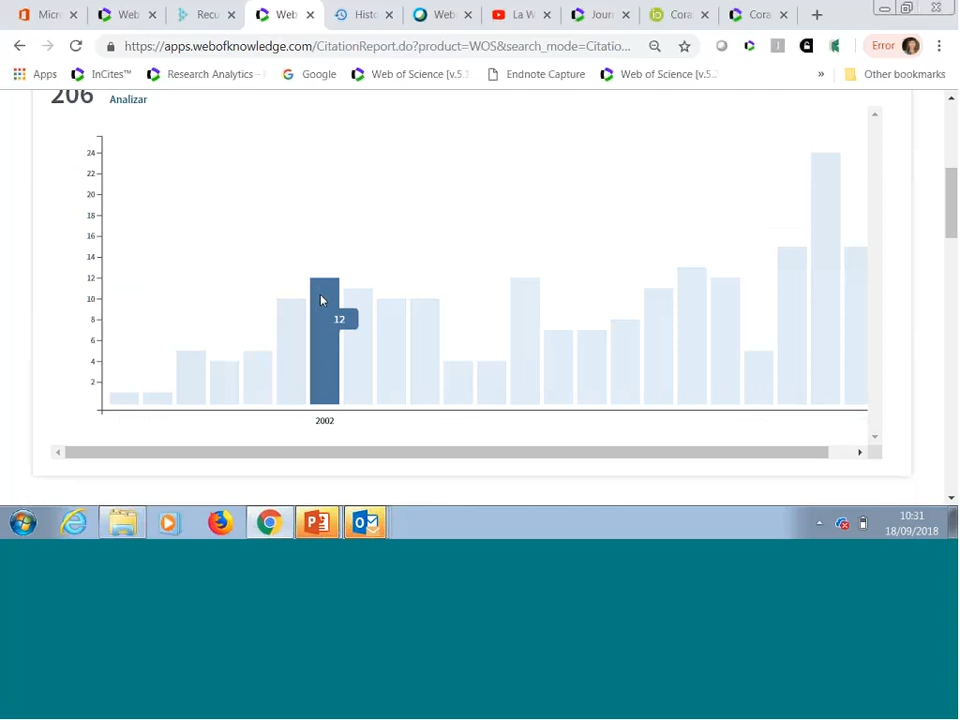 Micr
Web
Recu
Web
Histo
Web
La W
Journ
Cora
Cora
https://apps.webofknowledge.com/CitationReport.do?product=WOS&search_mode=Citatio...
Error
Apps
InCites™
Research Analytics -
Google
Web of Science [v.5.
Endnote Capture
Web of Science [v.5.2
»
Other bookmarks
206
Analizar
24
22
20
18
16
14
12
10
8
6
4
2
12
2002
10:31
18/09/2018